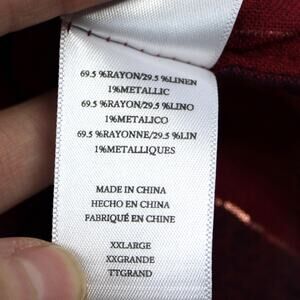 69.5 %RAYON/29.5 %LINEN
1%METALLIC
69.5 %RAYON/29.5 %LINO
1%METALICO
69.5 %RAYONNE/29.5 %LIN
1%METALLIQUES
MADE IN CHINA
HECHO EN CHINA
FABRIQUÉ EN CHINE
XXLARGE
XXGRANDE
TTGRAND